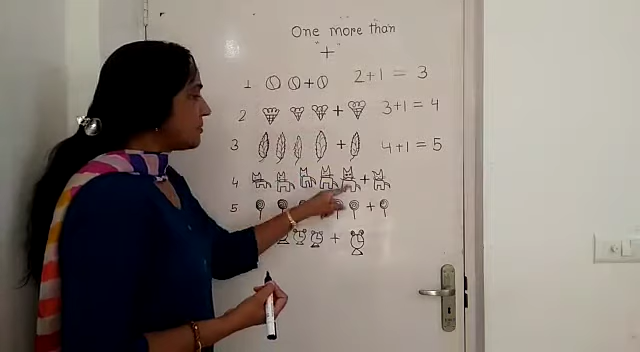 One more than
"+"
1 + 2+1 = 3
2 + 3+1 = 4
3 + 4+1 = 5
4 +
5 +
+